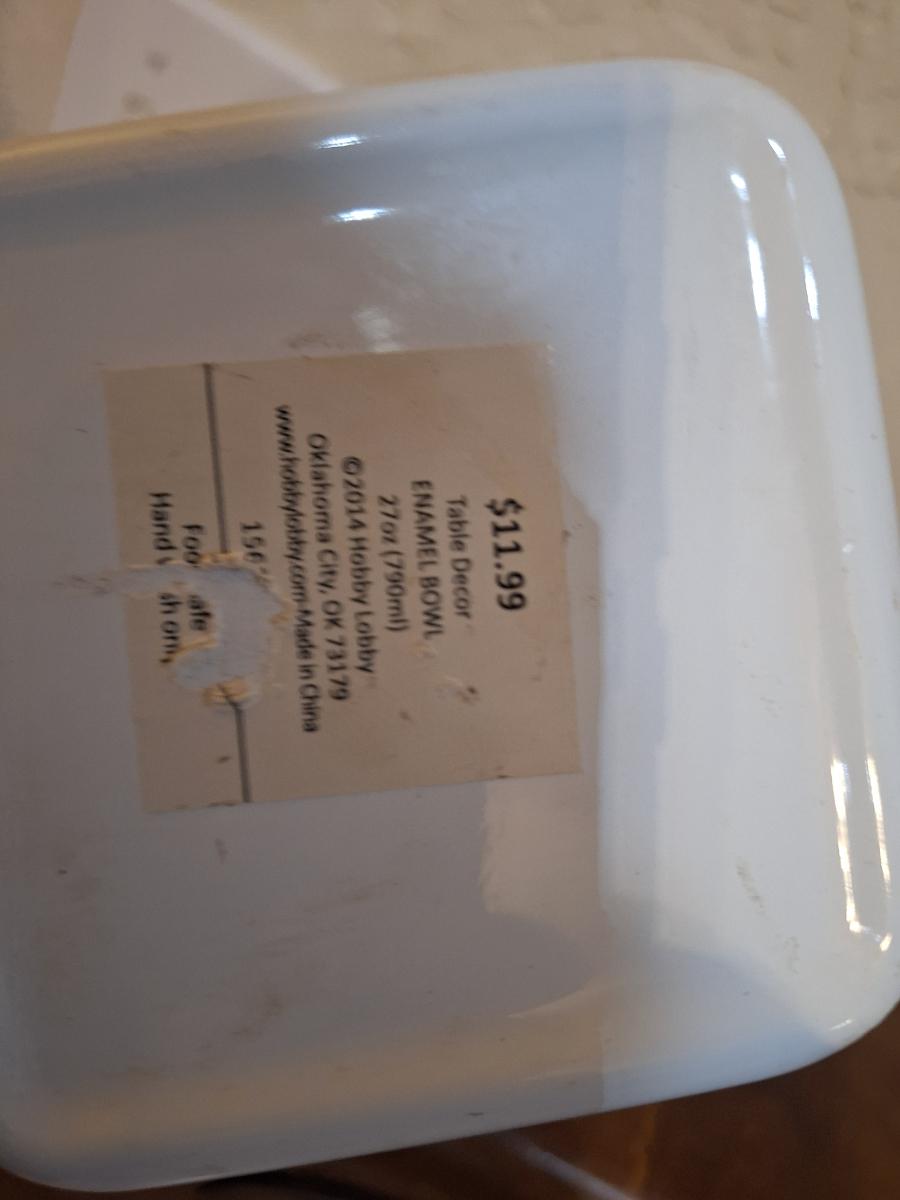 $11.99
Table Decor
ENAMEL BOWL
27oz (790ml)
©2014 Hobby Lobby
Oklahoma City, OK 73179
www.hobbylobby.com-Made in China
Hand